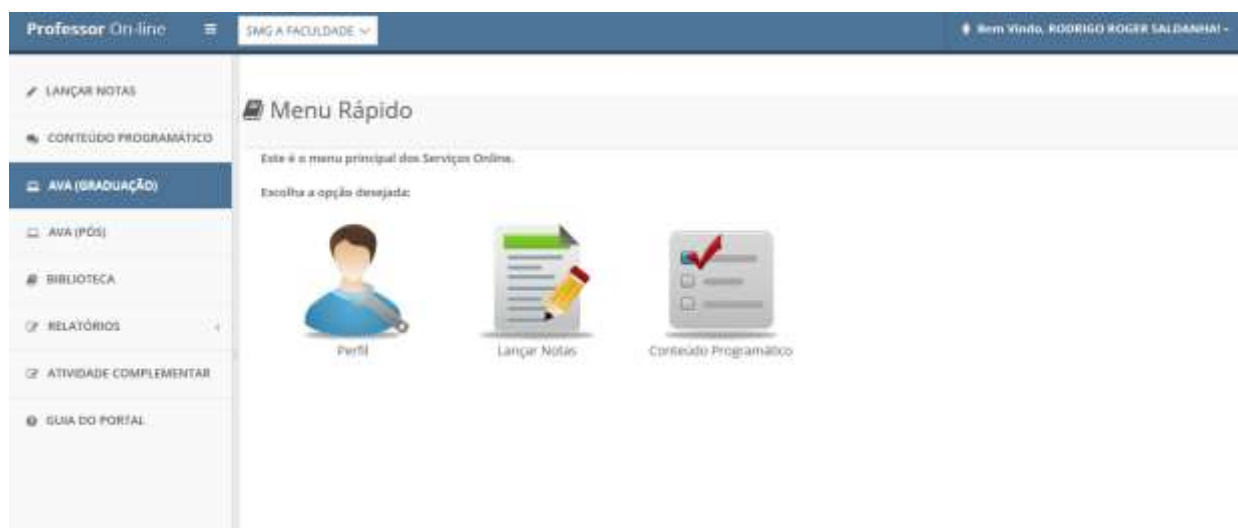 Professor On-line
SMG A FACULDADE
Bem Vindo, RODRIGO ROGER SALDANHA!
LANÇAR NOTAS
CONTEÚDO PROGRAMÁTICO
AVA (GRADUAÇÃO)
AVA (PÓS)
BIBLIOTECA
RELATÓRIOS
ATIVIDADE COMPLEMENTAR
GUIA DO PORTAL
Menu Rápido
Este é o menu principal dos Serviços Online.
Escolha a opção desejada:
Perfil
Lançar Notas
Conteúdo Programático